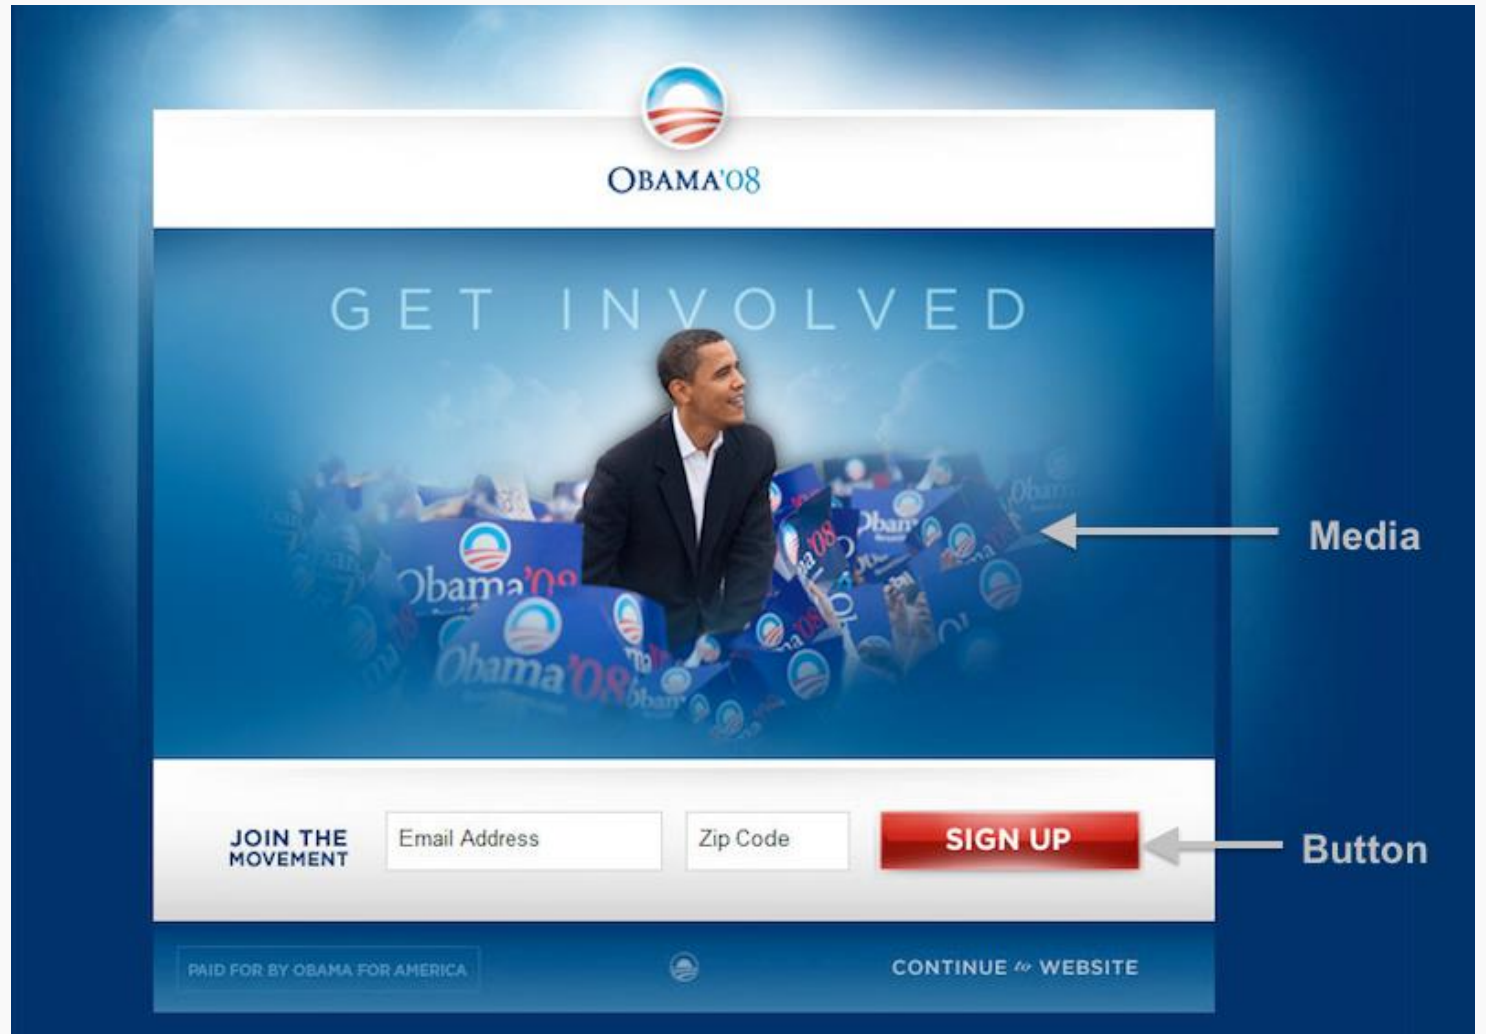 OBAMA'08
GET INVOLVED
Obama'08
Obama'08
Media
JOIN THE
MOVEMENT
Email Address
Zip Code
SIGN UP
Button
PAID FOR BY OBAMA FOR AMERICA
CONTINUE to WEBSITE